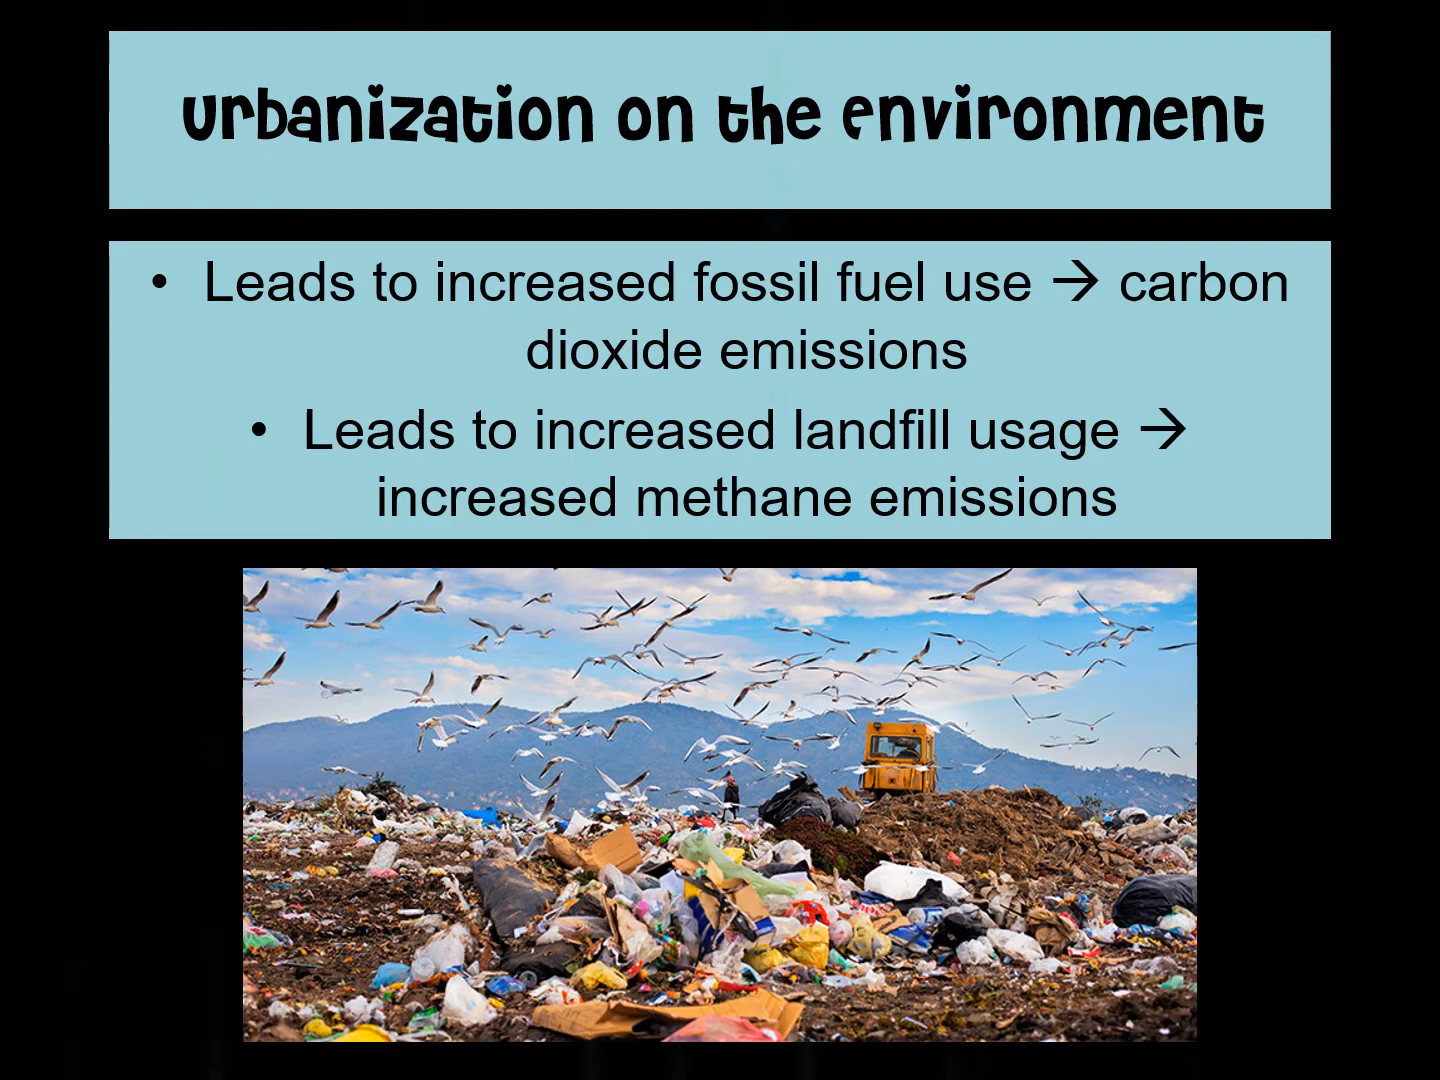 urbanization on the environment
• Leads to increased fossil fuel use → carbon
dioxide emissions
• Leads to increased landfill usage →
increased methane emissions